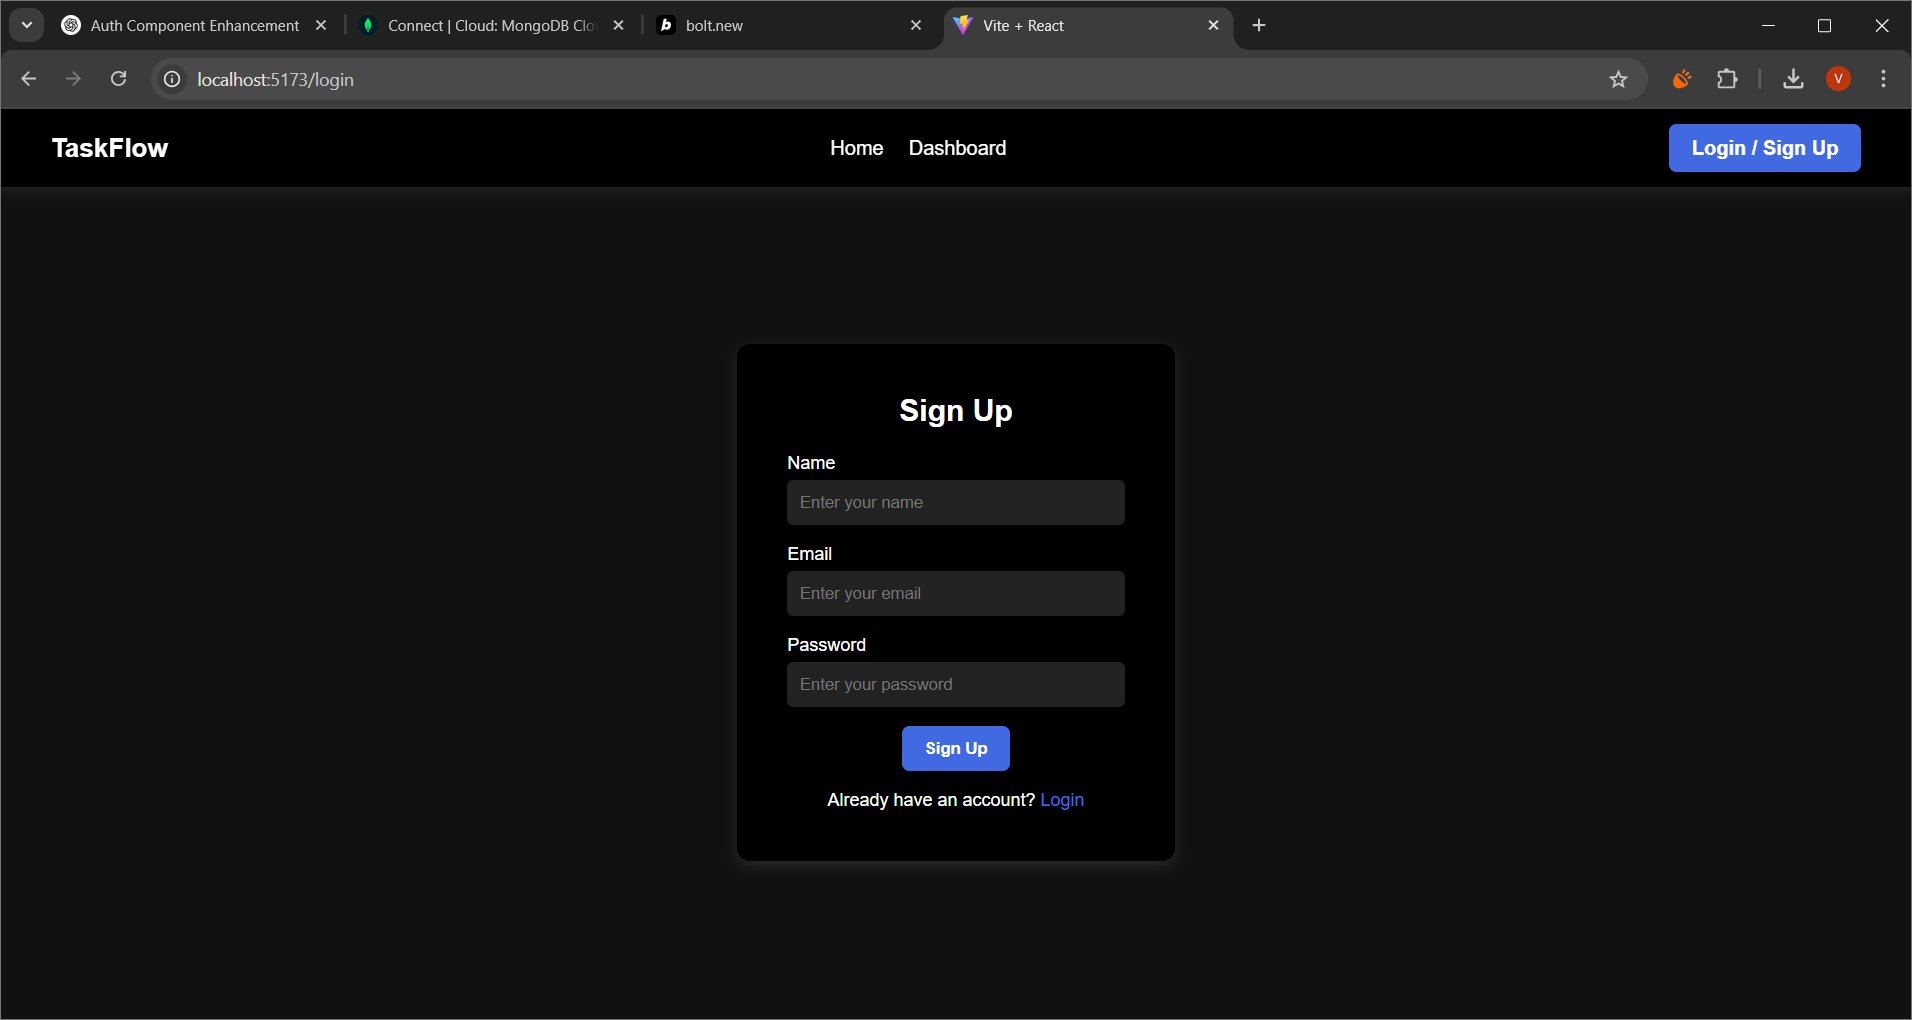 Auth Component Enhancement
Connect | Cloud: MongoDB Clo
bolt.new
Vite + React
localhost:5173/login
V
TaskFlow
Home
Dashboard
Login / Sign Up
Sign Up
Name
Enter your name
Email
Enter your email
Password
Enter your password
Sign Up
Already have an account? Login